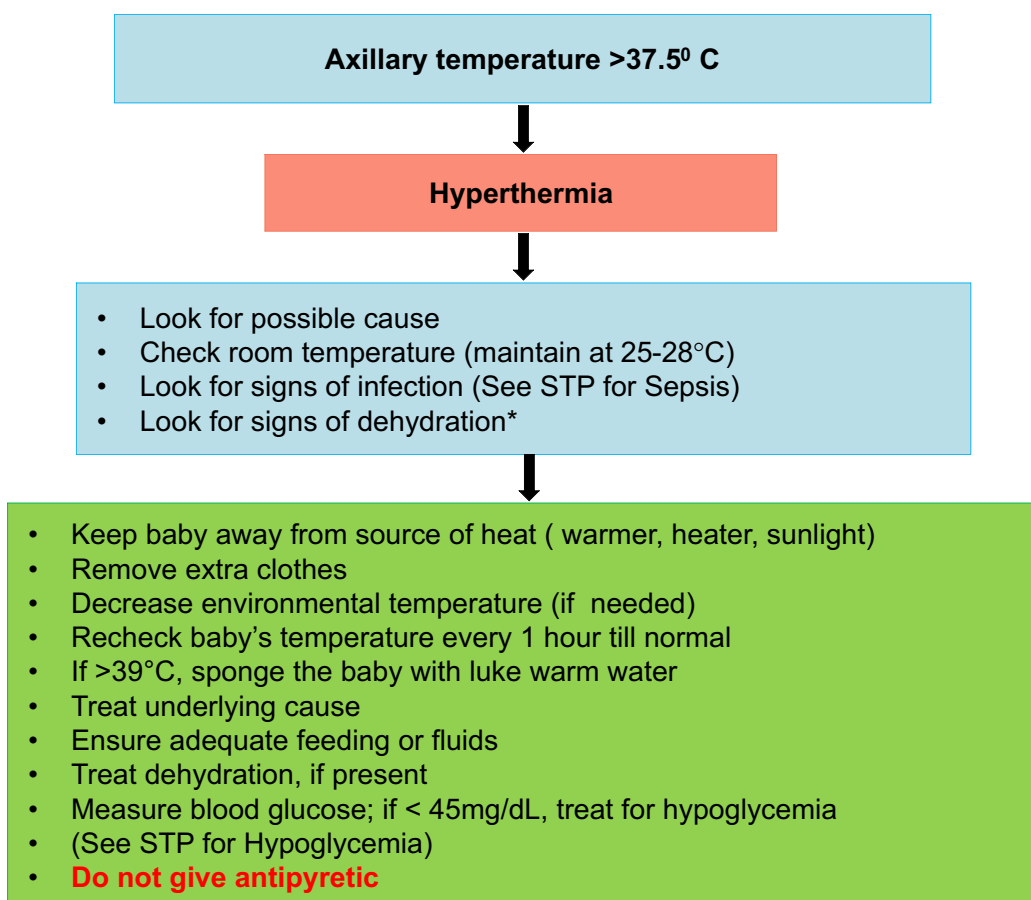 Axillary temperature >37.5⁰ C
Hyperthermia
• Look for possible cause
• Check room temperature (maintain at 25-28°C)
• Look for signs of infection (See STP for Sepsis)
• Look for signs of dehydration*
• Keep baby away from source of heat ( warmer, heater, sunlight)
• Remove extra clothes
• Decrease environmental temperature (if needed)
• Recheck baby's temperature every 1 hour till normal
• If >39°C, sponge the baby with luke warm water
• Treat underlying cause
• Ensure adequate feeding or fluids
• Treat dehydration, if present
• Measure blood glucose; if < 45mg/dL, treat for hypoglycemia
• (See STP for Hypoglycemia)
• Do not give antipyretic